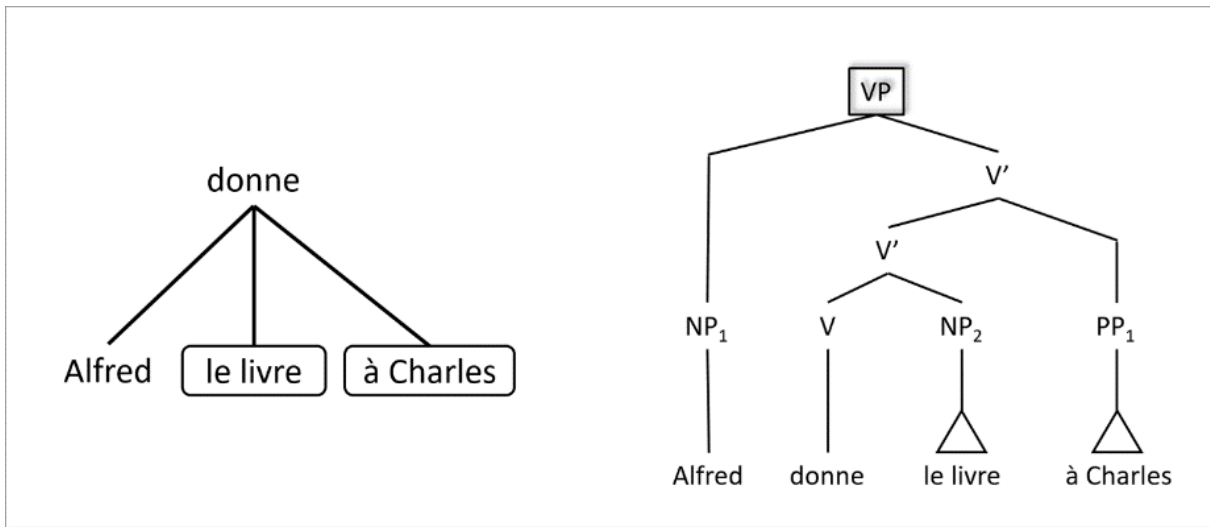 donne
Alfred
le livre
à Charles
VP
V’
V’
NP₁
V
NP₂
PP₁
Alfred
donne
le livre
à Charles